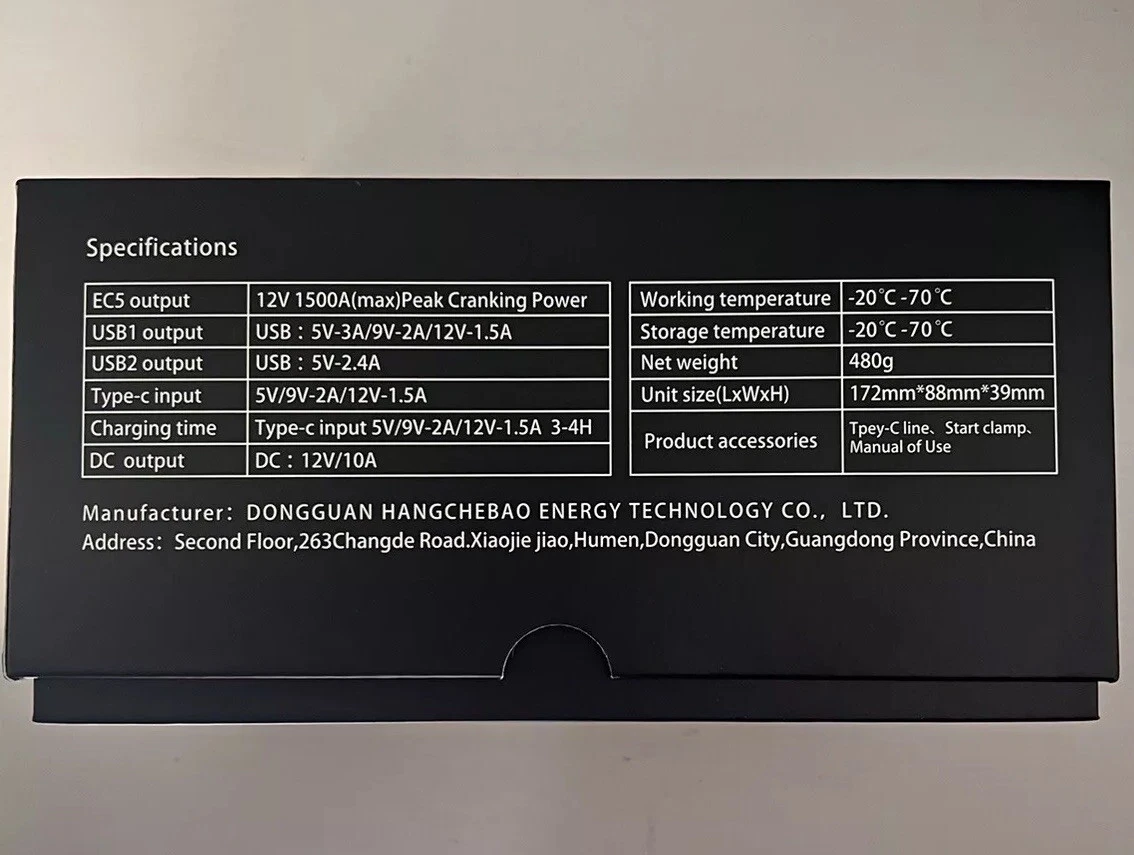 Specifications
EC5 output 12V 1500A(max)Peak Cranking Power
USB1 output USB：5V-3A/9V-2A/12V-1.5A
USB2 output USB：5V-2.4A
Type-c input 5V/9V-2A/12V-1.5A
Charging time Type-c input 5V/9V-2A/12V-1.5A 3-4H
DC output DC：12V/10A
Working temperature -20℃-70℃
Storage temperature -20℃-70℃
Net weight 480g
Unit size(LxWxH) 172mm*88mm*39mm
Product accessories Tpey-C line、Start clamp、
Manual of Use
Manufacturer：DONGGUAN HANGCHEBAO ENERGY TECHNOLOGY CO.，LTD.
Address：Second Floor,263Changde Road.Xiaojie jiao,Humen,Dongguan City,Guangdong Province,China